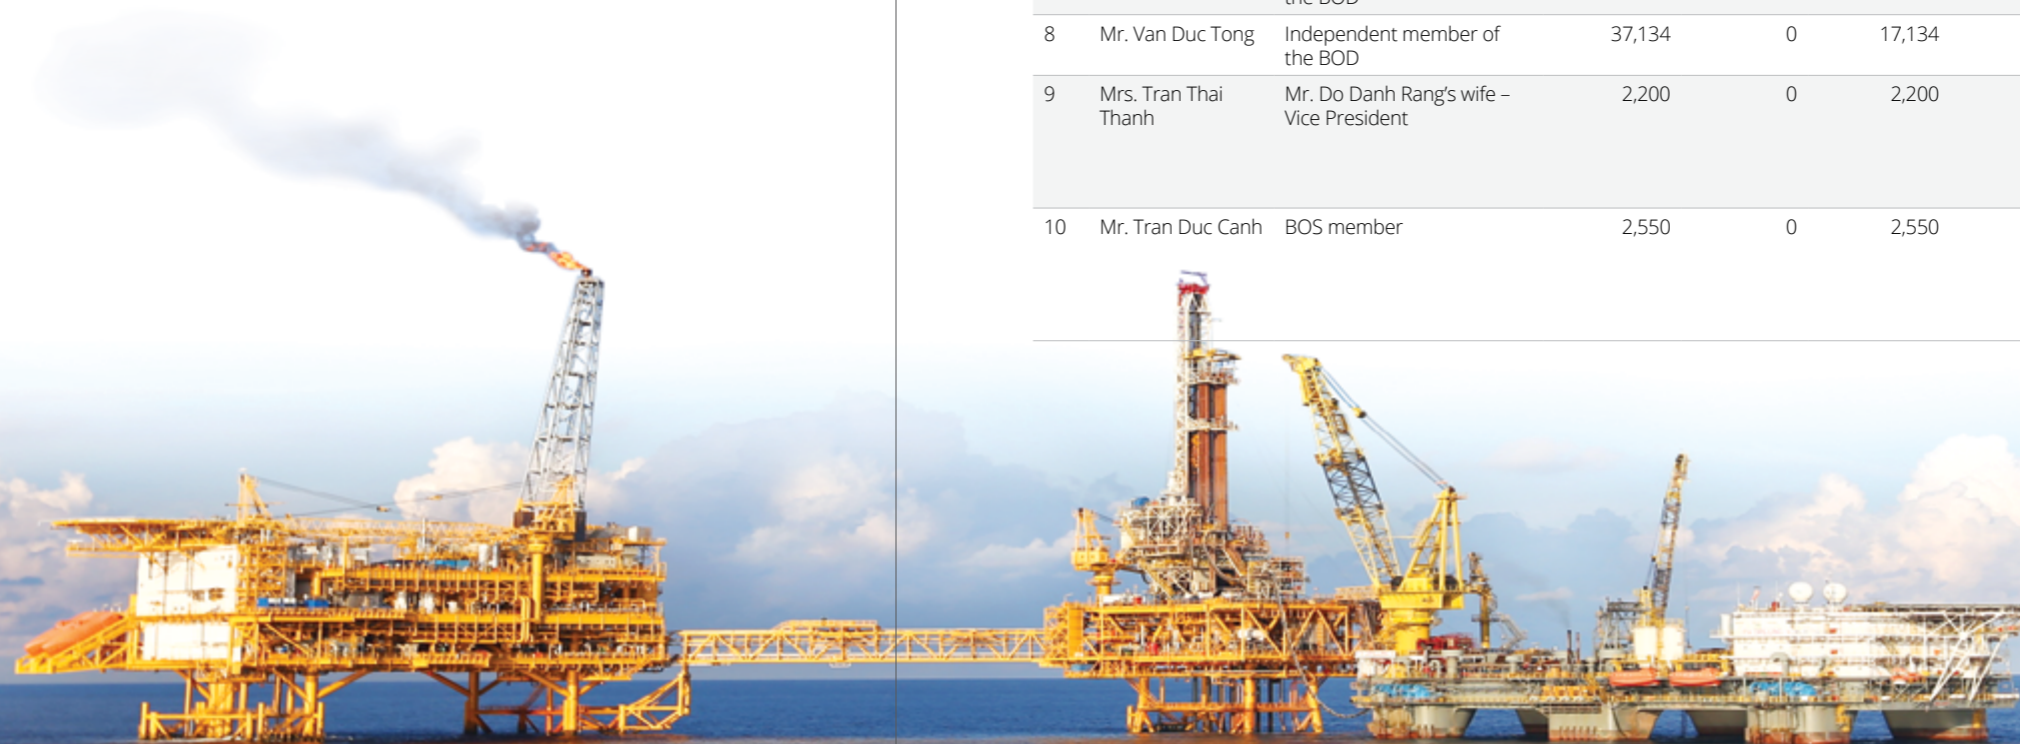 8 Mr. Van Duc Tong Independent member of 37,134 0 17,134
the BOD
9 Mrs. Tran Thai Mr. Do Danh Rang’s wife – 2,200 0 2,200
Thanh Vice President
10 Mr. Tran Duc Canh BOS member 2,550 0 2,550